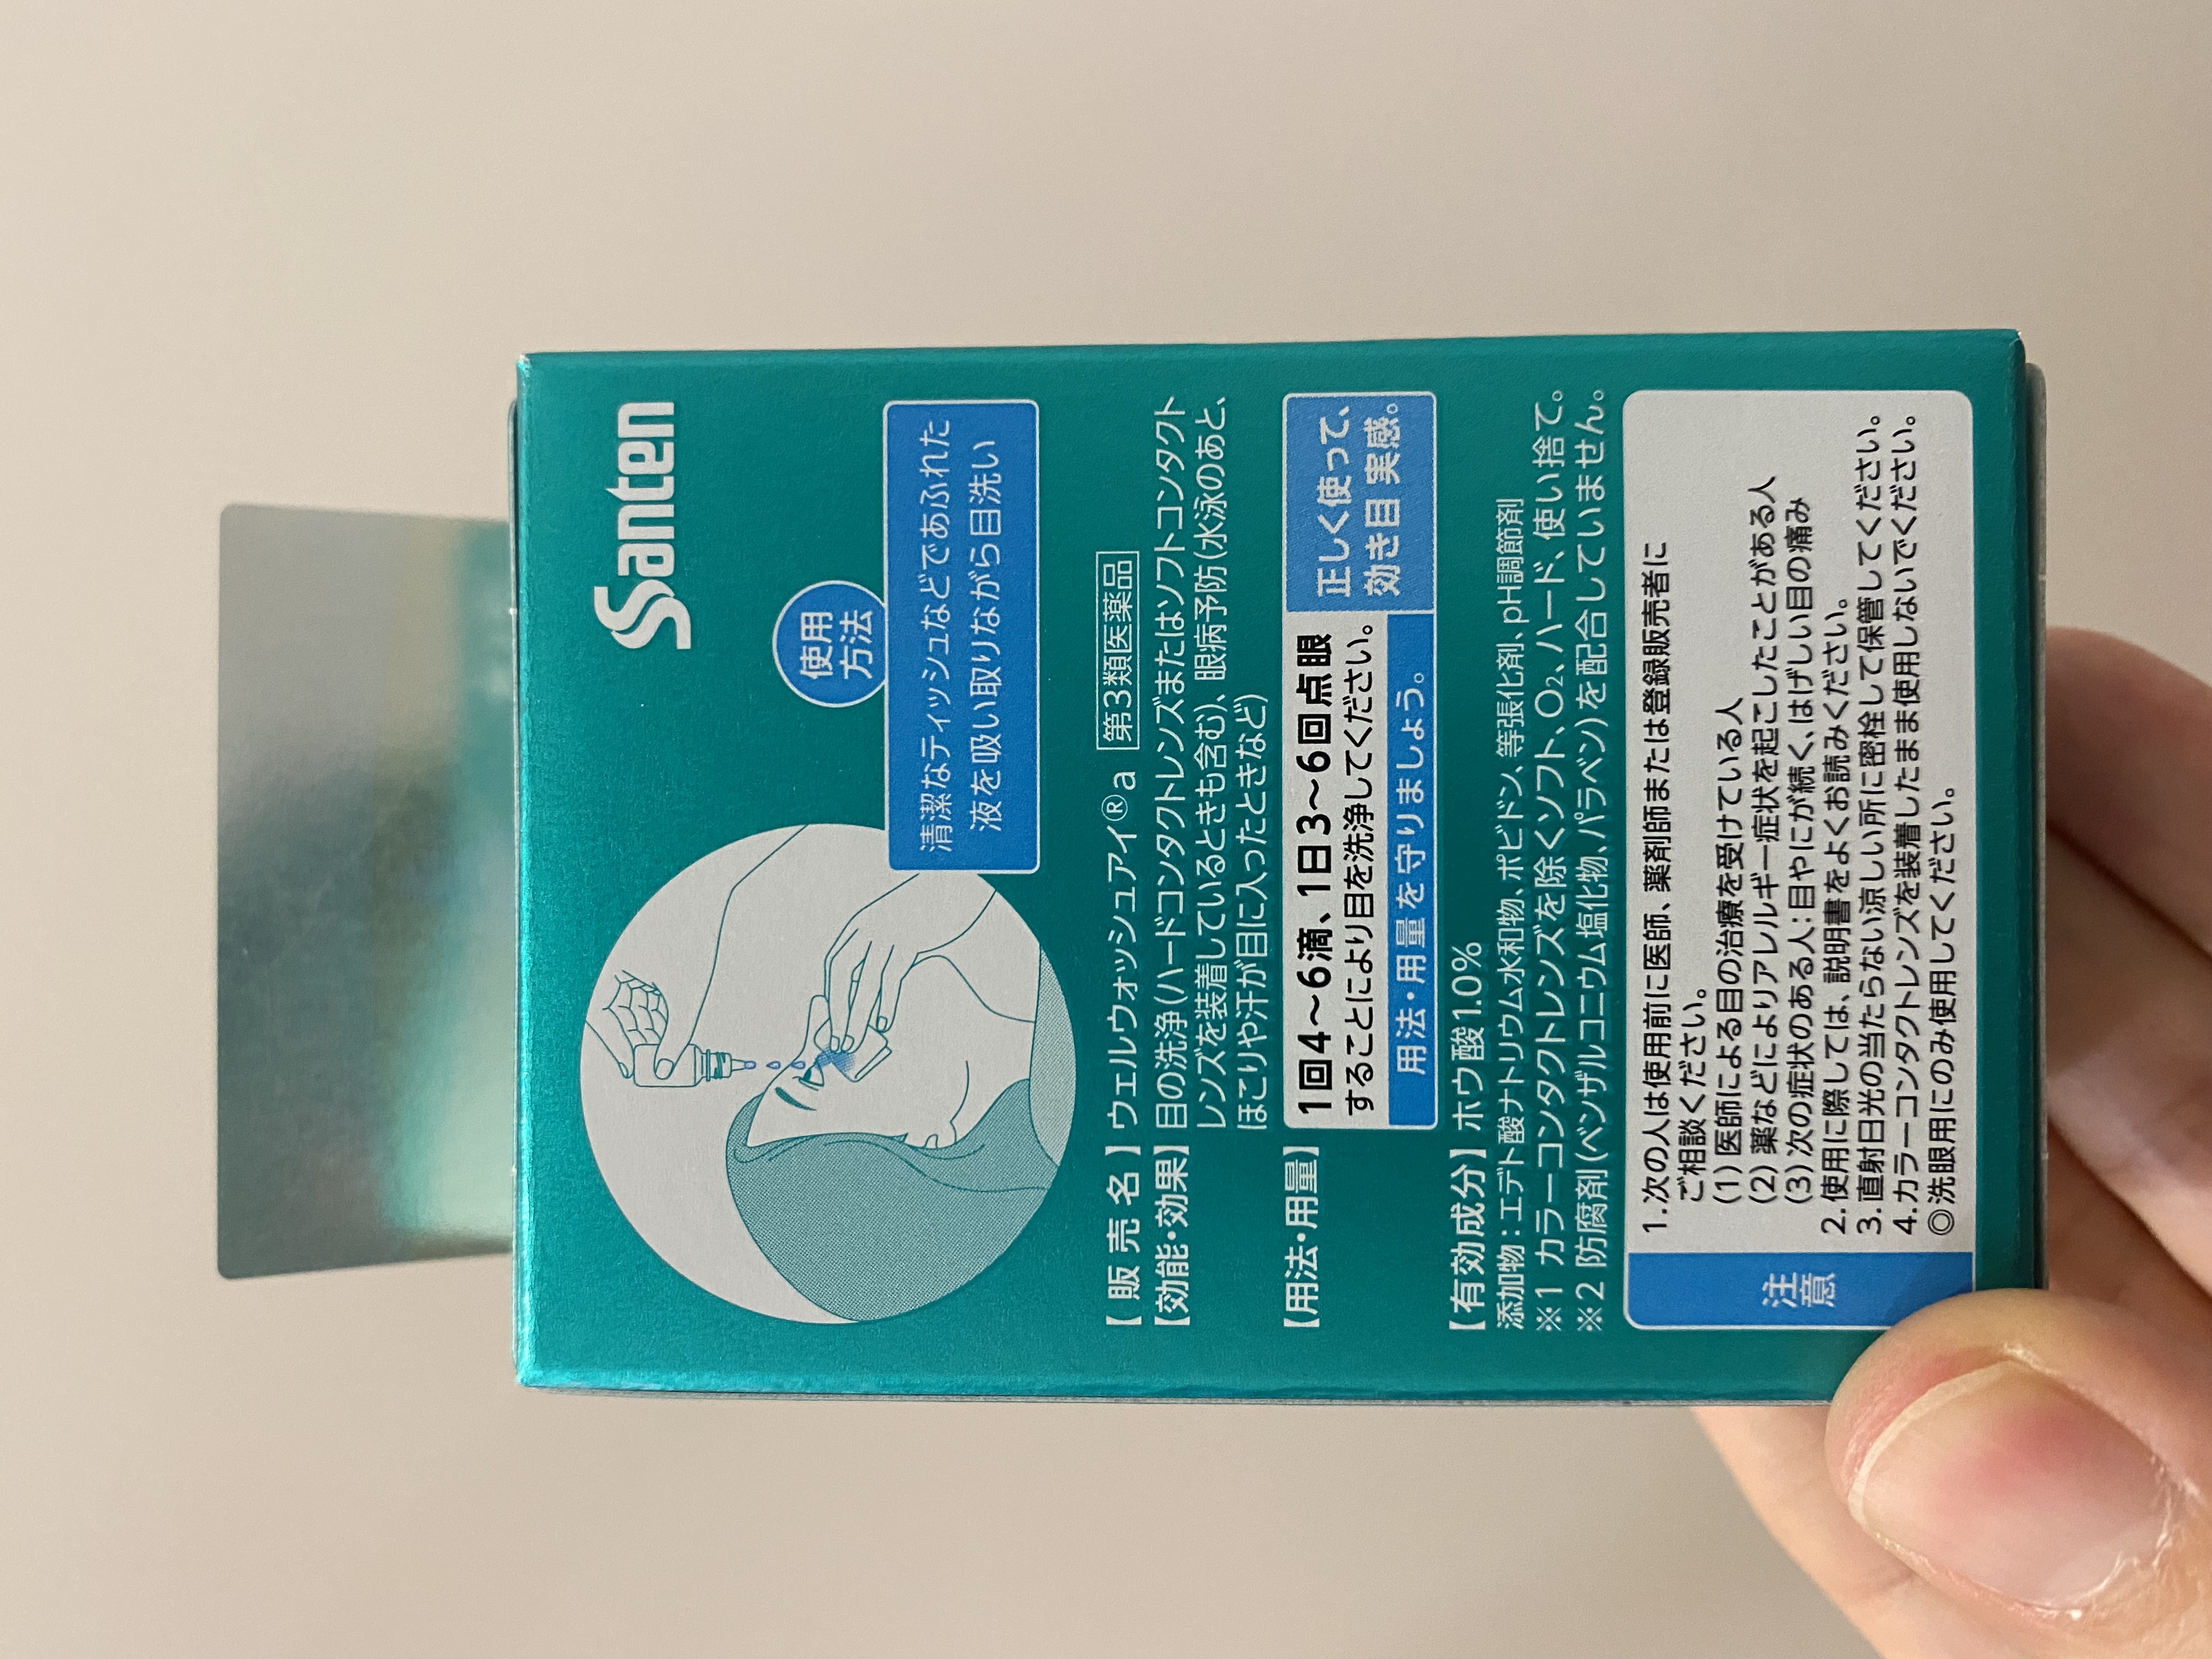 Santen
使用
方法
清潔なティッシュなどであふれた
液を吸い取りながら目洗い
【販売名】ウェルウォッシュアイ®a 第3類医薬品
【効能・効果】目の洗浄（ハードコンタクトレンズまたはソフトコンタクト
レンズを装着しているときも含む）、眼病予防（水泳のあと、
ほこりや汗が目に入ったときなど）
【用法・用量】1回4～6滴、1日3～6回点眼
することにより目を洗浄してください。
用法・用量を守りましょう。
正しく使って、
効き目 実感。
【有効成分】ホウ酸1.0%
添加物：エデト酸ナトリウム水和物、ポビドン、等張化剤、pH調節剤
※1 カラーコンタクトレンズを除くソフト、O₂、ハード、使い捨て。
※2 防腐剤（ベンザルコニウム塩化物、パラベン）を配合していません。
注意
1.次の人は使用前に医師、薬剤師または登録販売者に
ご相談ください。
(1)医師による目の治療を受けている人
(2)薬などによりアレルギー症状を起こしたことがある人
(3)次の症状のある人：目やにが続く、はげしい目の痛み
2.使用に際しては、説明書をよくお読みください。
3.直射日光の当たらない涼しい所に密栓して保管してください。
4.カラーコンタクトレンズを装着したまま使用しないでください。
◎洗眼用にのみ使用してください。